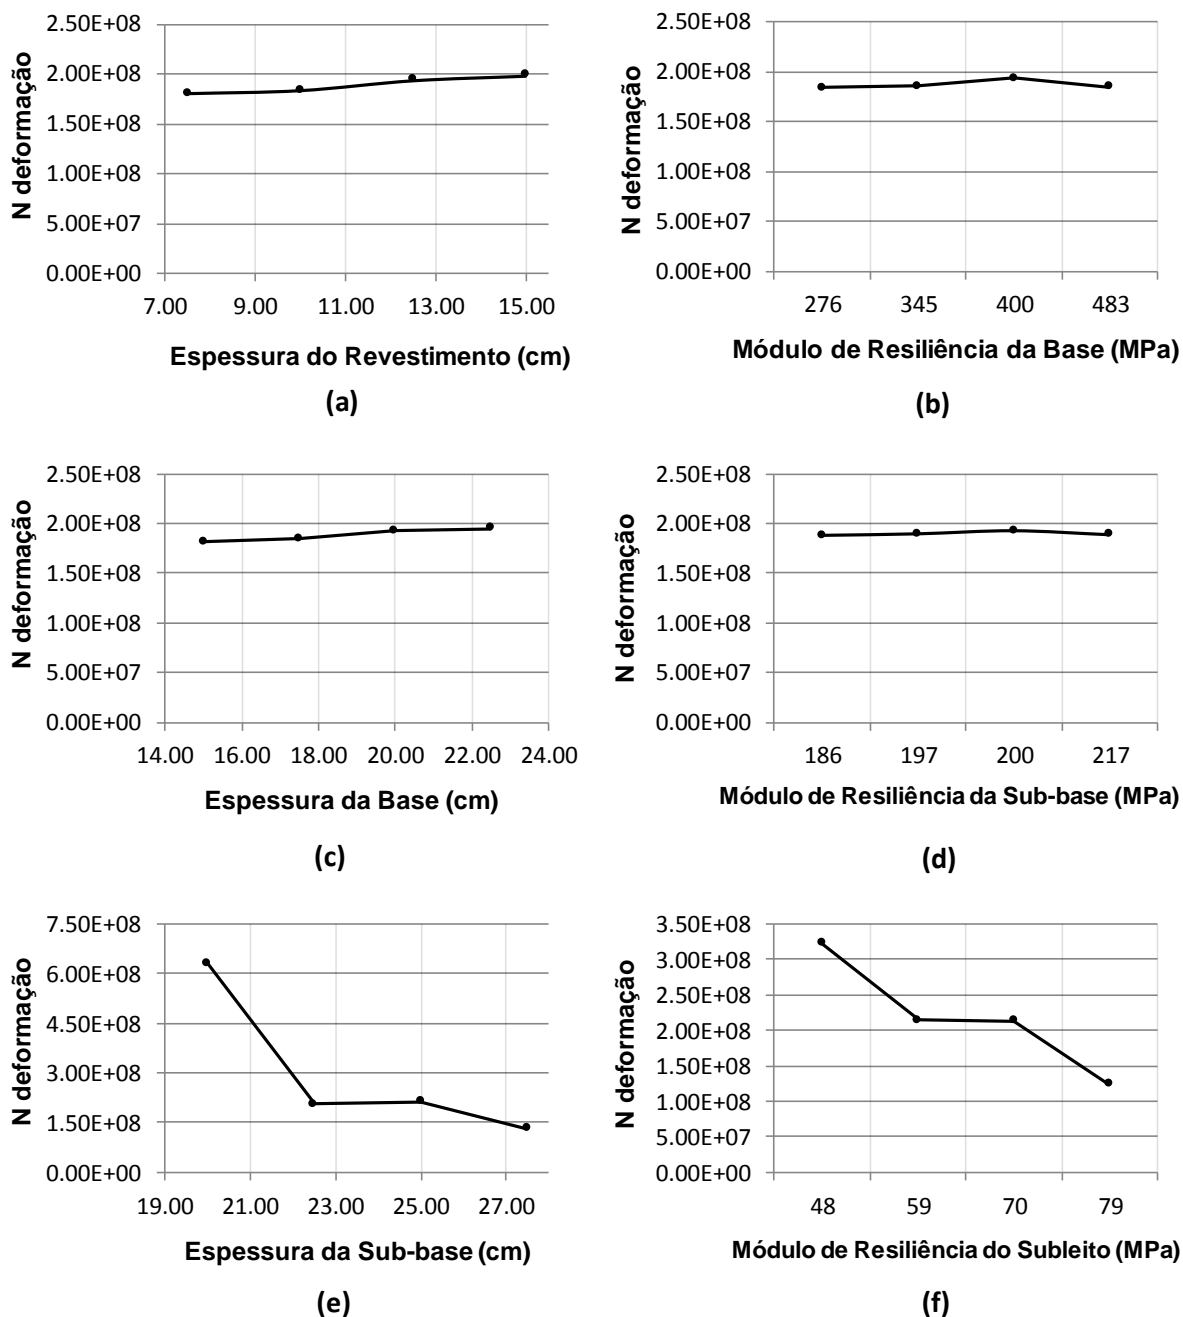 N deformação
2.50E+08
2.00E+08
1.50E+08
1.00E+08
5.00E+07
0.00E+00
7.00 9.00 11.00 13.00 15.00
Espessura do Revestimento (cm)
(a)
N deformação
2.50E+08
2.00E+08
1.50E+08
1.00E+08
5.00E+07
0.00E+00
276 345 400 483
Módulo de Resiliência da Base (MPa)
(b)
N deformação
2.50E+08
2.00E+08
1.50E+08
1.00E+08
5.00E+07
0.00E+00
14.00 16.00 18.00 20.00 22.00 24.00
Espessura da Base (cm)
(c)
N deformação
2.50E+08
2.00E+08
1.50E+08
1.00E+08
5.00E+07
0.00E+00
186 197 200 217
Módulo de Resiliência da Sub-base (MPa)
(d)
N deformação
7.50E+08
6.00E+08
4.50E+08
3.00E+08
1.50E+08
0.00E+00
19.00 21.00 23.00 25.00 27.00
Espessura da Sub-base (cm)
(e)
N deformação
3.50E+08
3.00E+08
2.50E+08
2.00E+08
1.50E+08
1.00E+08
5.00E+07
0.00E+00
48 59 70 79
Módulo de Resiliência do Subleito (MPa)
(f)